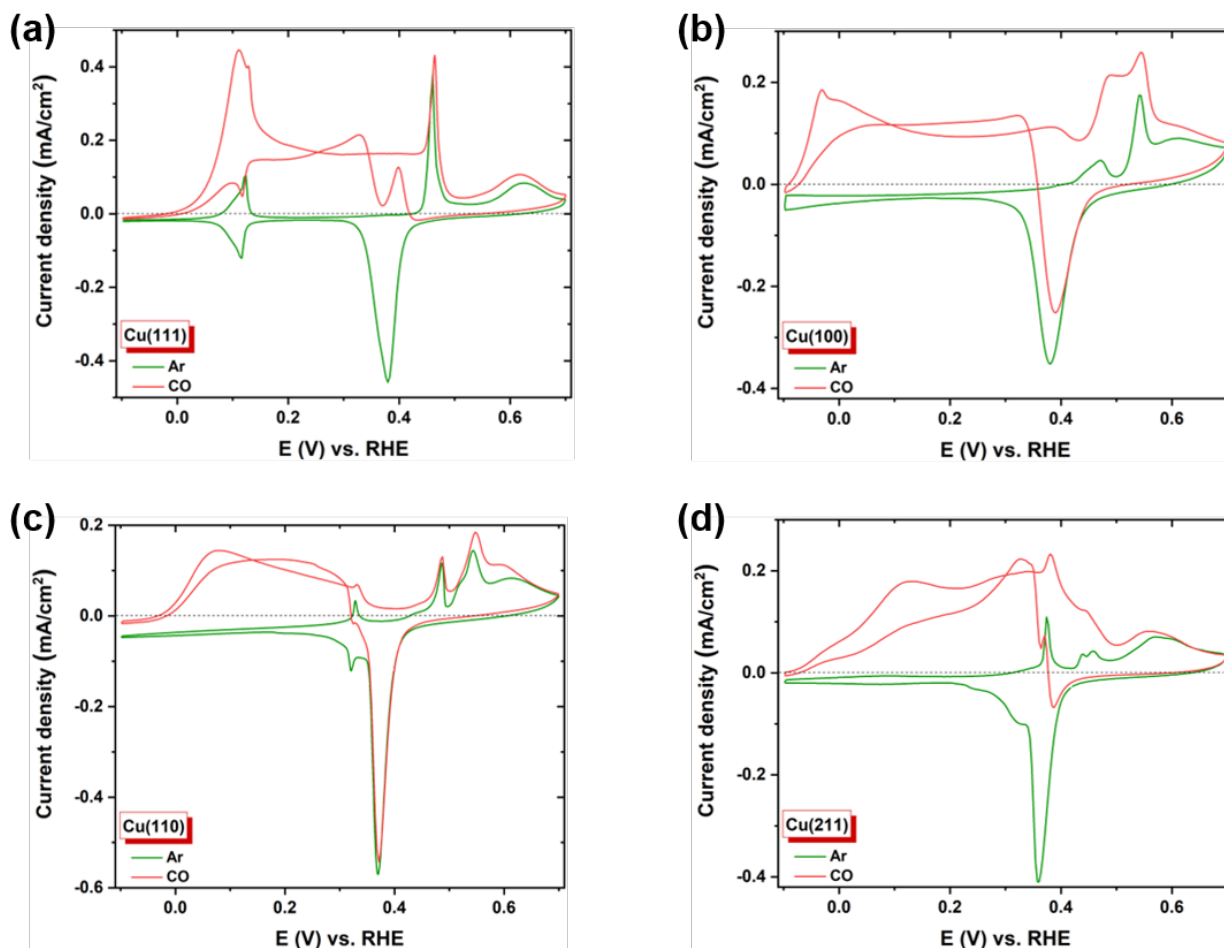 (a)
Current density (mA/cm²)
0.4
0.2
0.0
-0.2
-0.4
Cu(111)
Ar
CO
0.0 0.2 0.4 0.6
E (V) vs. RHE
(b)
Current density (mA/cm²)
0.2
0.0
-0.2
-0.4
Cu(100)
Ar
CO
0.0 0.2 0.4 0.6
E (V) vs. RHE
(c)
Current density (mA/cm²)
0.2
0.0
-0.2
-0.4
-0.6
Cu(110)
Ar
CO
0.0 0.2 0.4 0.6
E (V) vs. RHE
(d)
Current density (mA/cm²)
0.2
0.0
-0.2
-0.4
Cu(211)
Ar
CO
0.0 0.2 0.4 0.6
E (V) vs. RHE